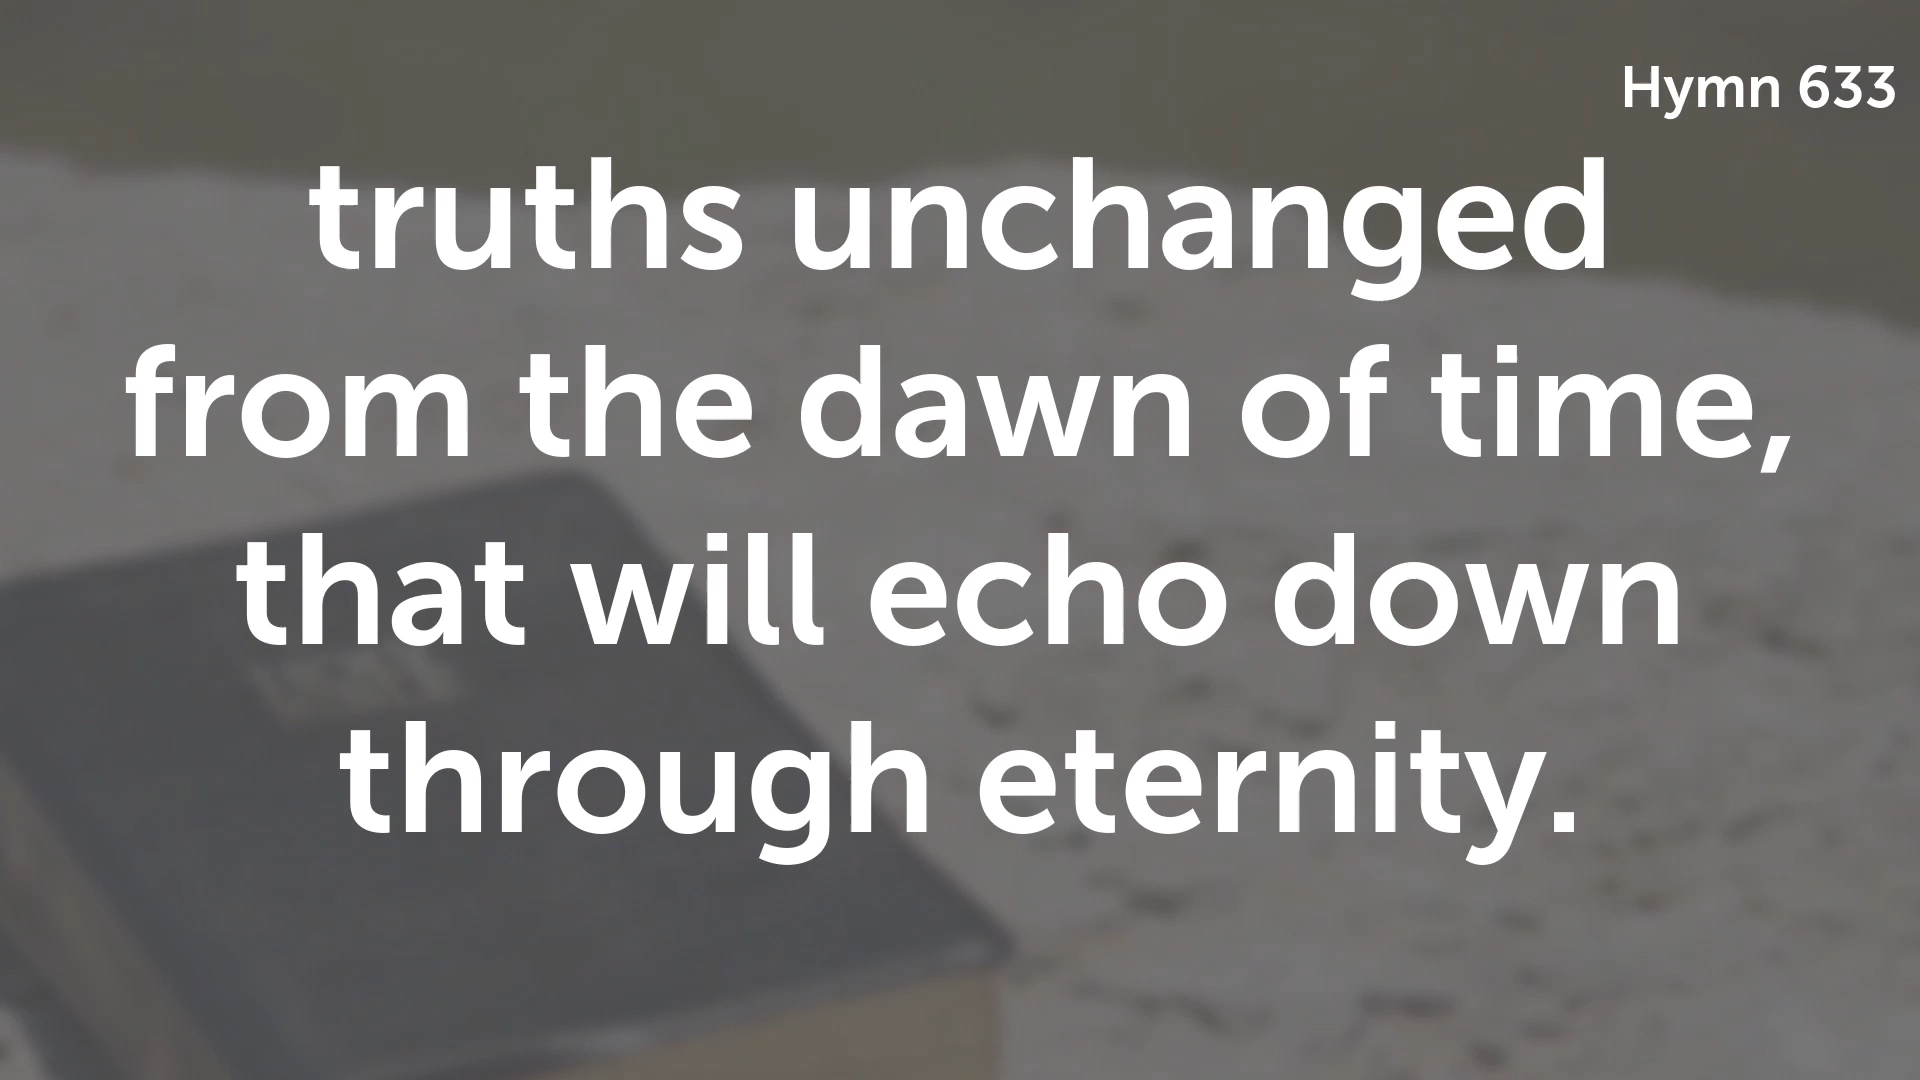 Hymn 633
truths unchanged
from the dawn of time,
that will echo down
through eternity.